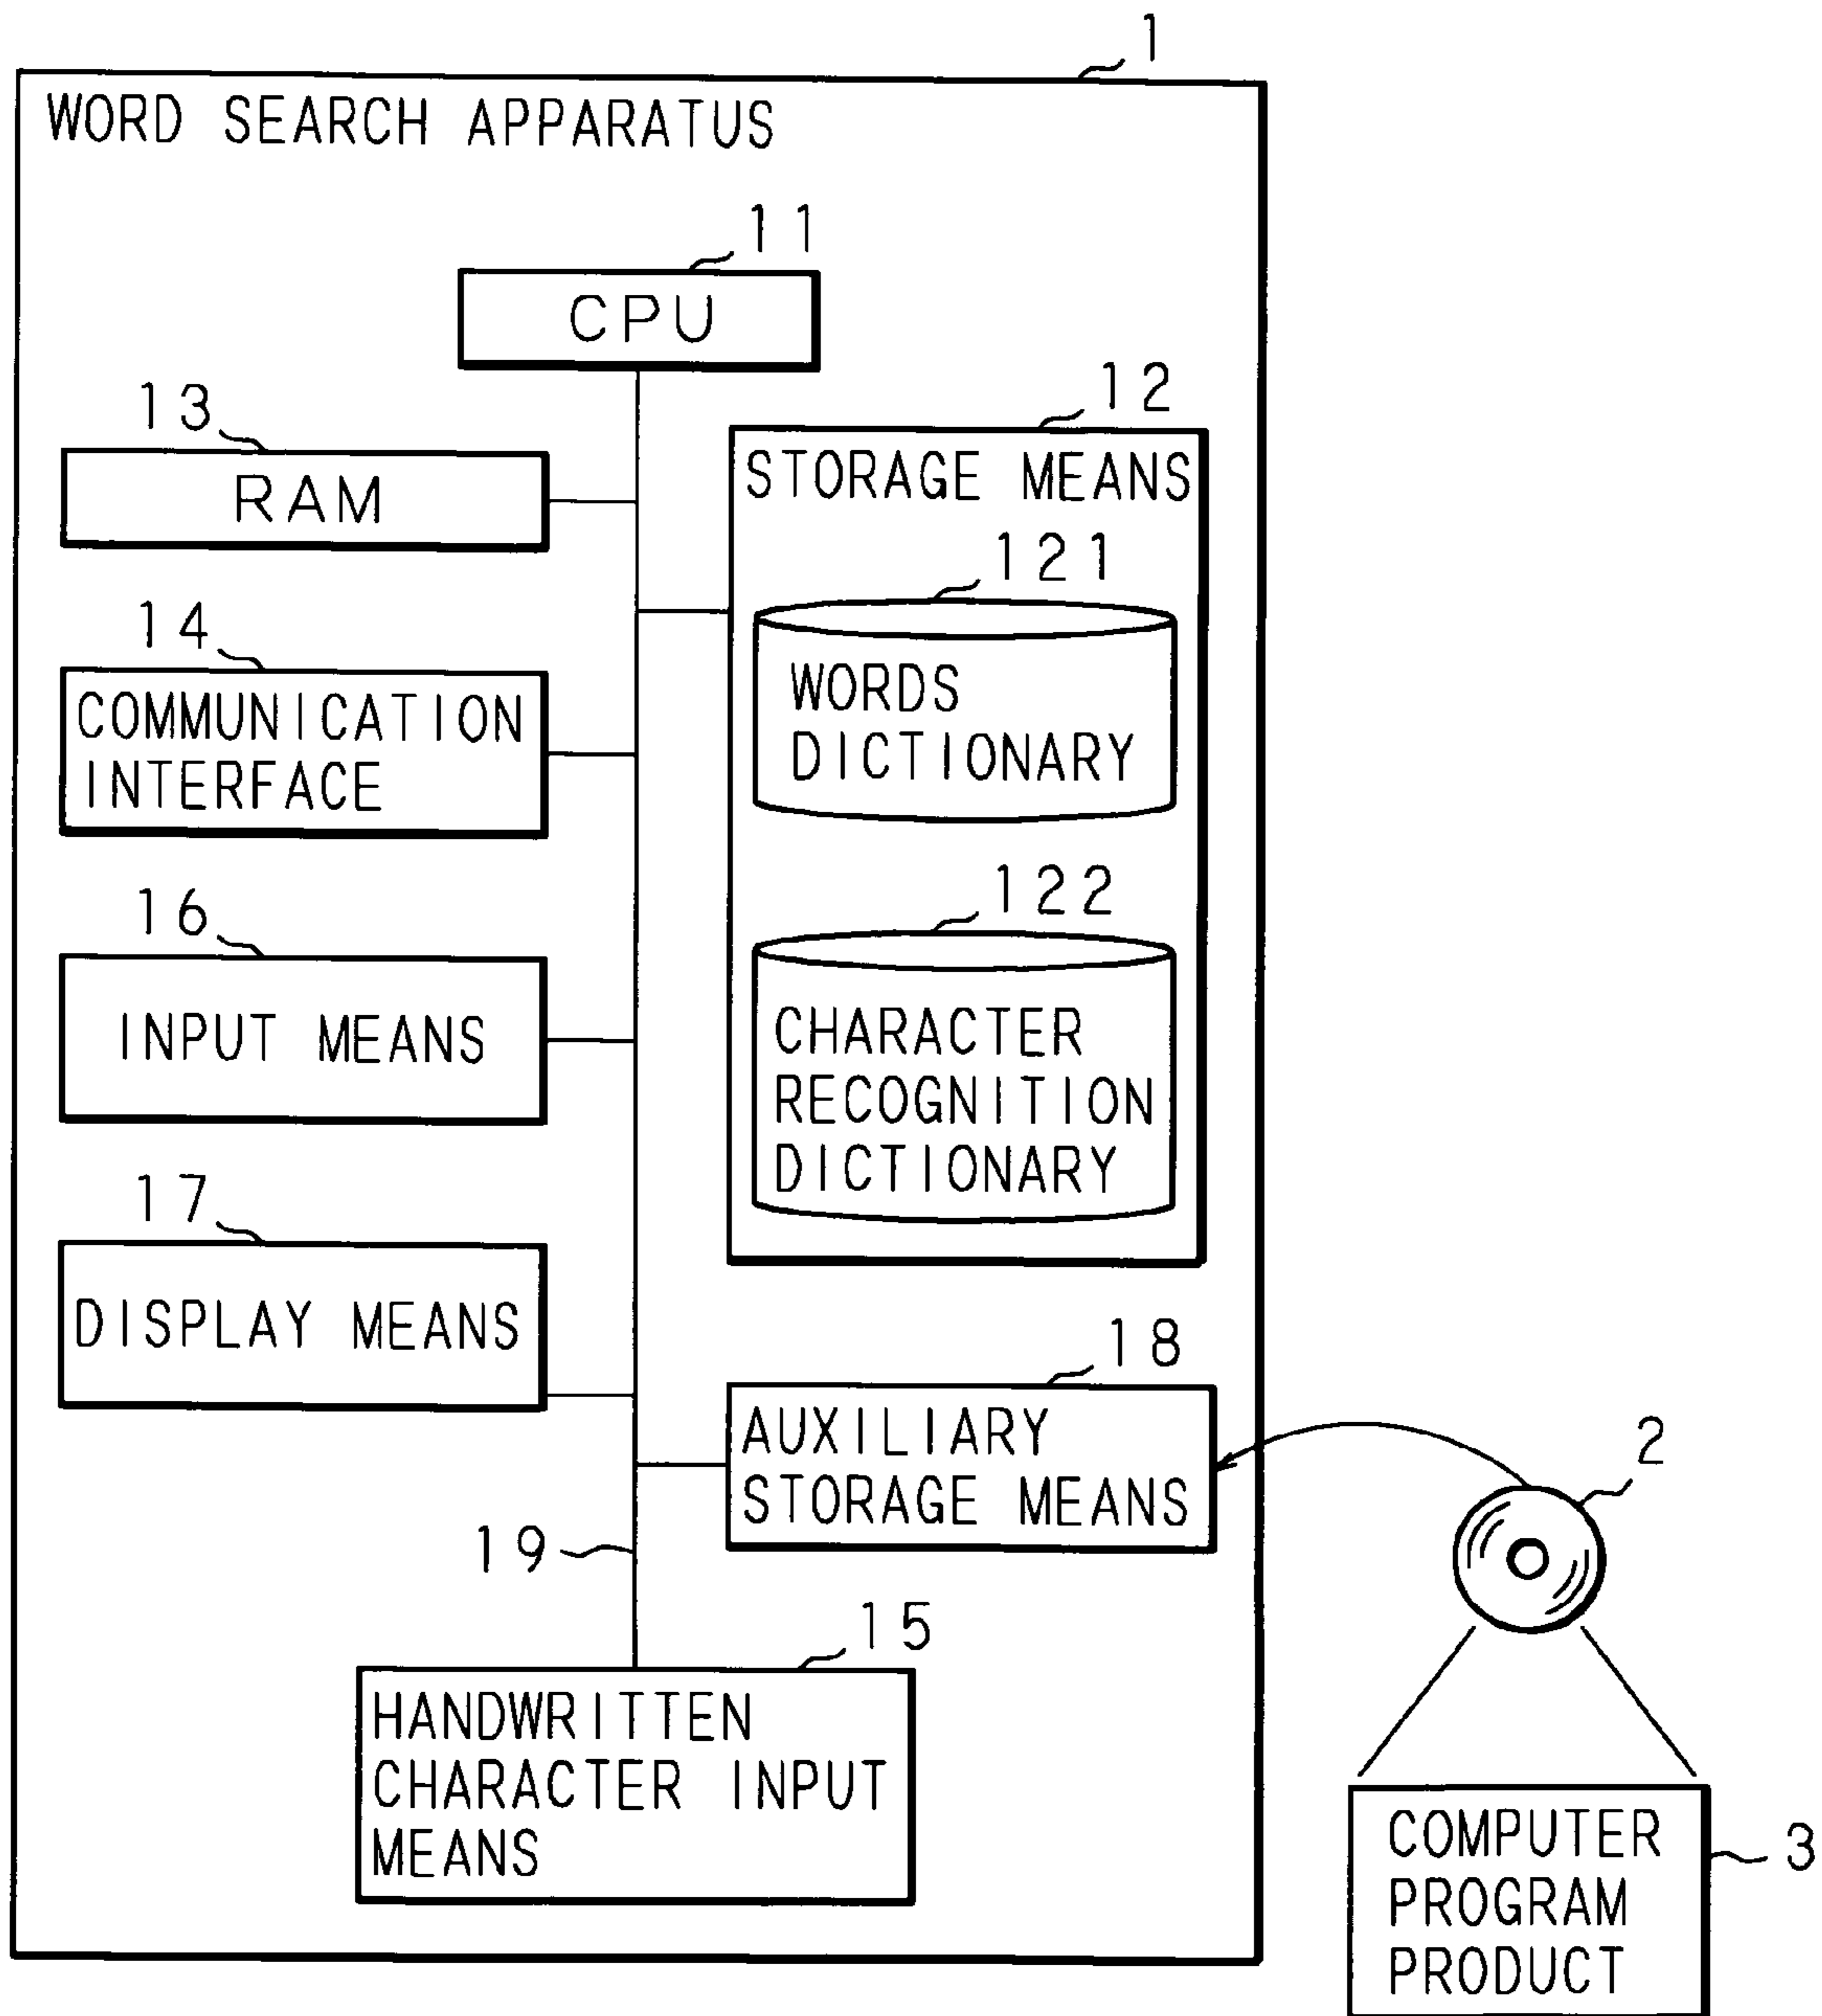 1
WORD SEARCH APPARATUS
11
CPU
13
RAM
12
STORAGE MEANS
121
WORDS
DICTIONARY
14
COMMUNICATION
INTERFACE
122
CHARACTER
RECOGNITION
DICTIONARY
16
INPUT MEANS
17
DISPLAY MEANS
18
AUXILIARY
STORAGE MEANS
2
19
15
HANDWRITTEN
CHARACTER INPUT
MEANS
COMPUTER
PROGRAM
PRODUCT
3